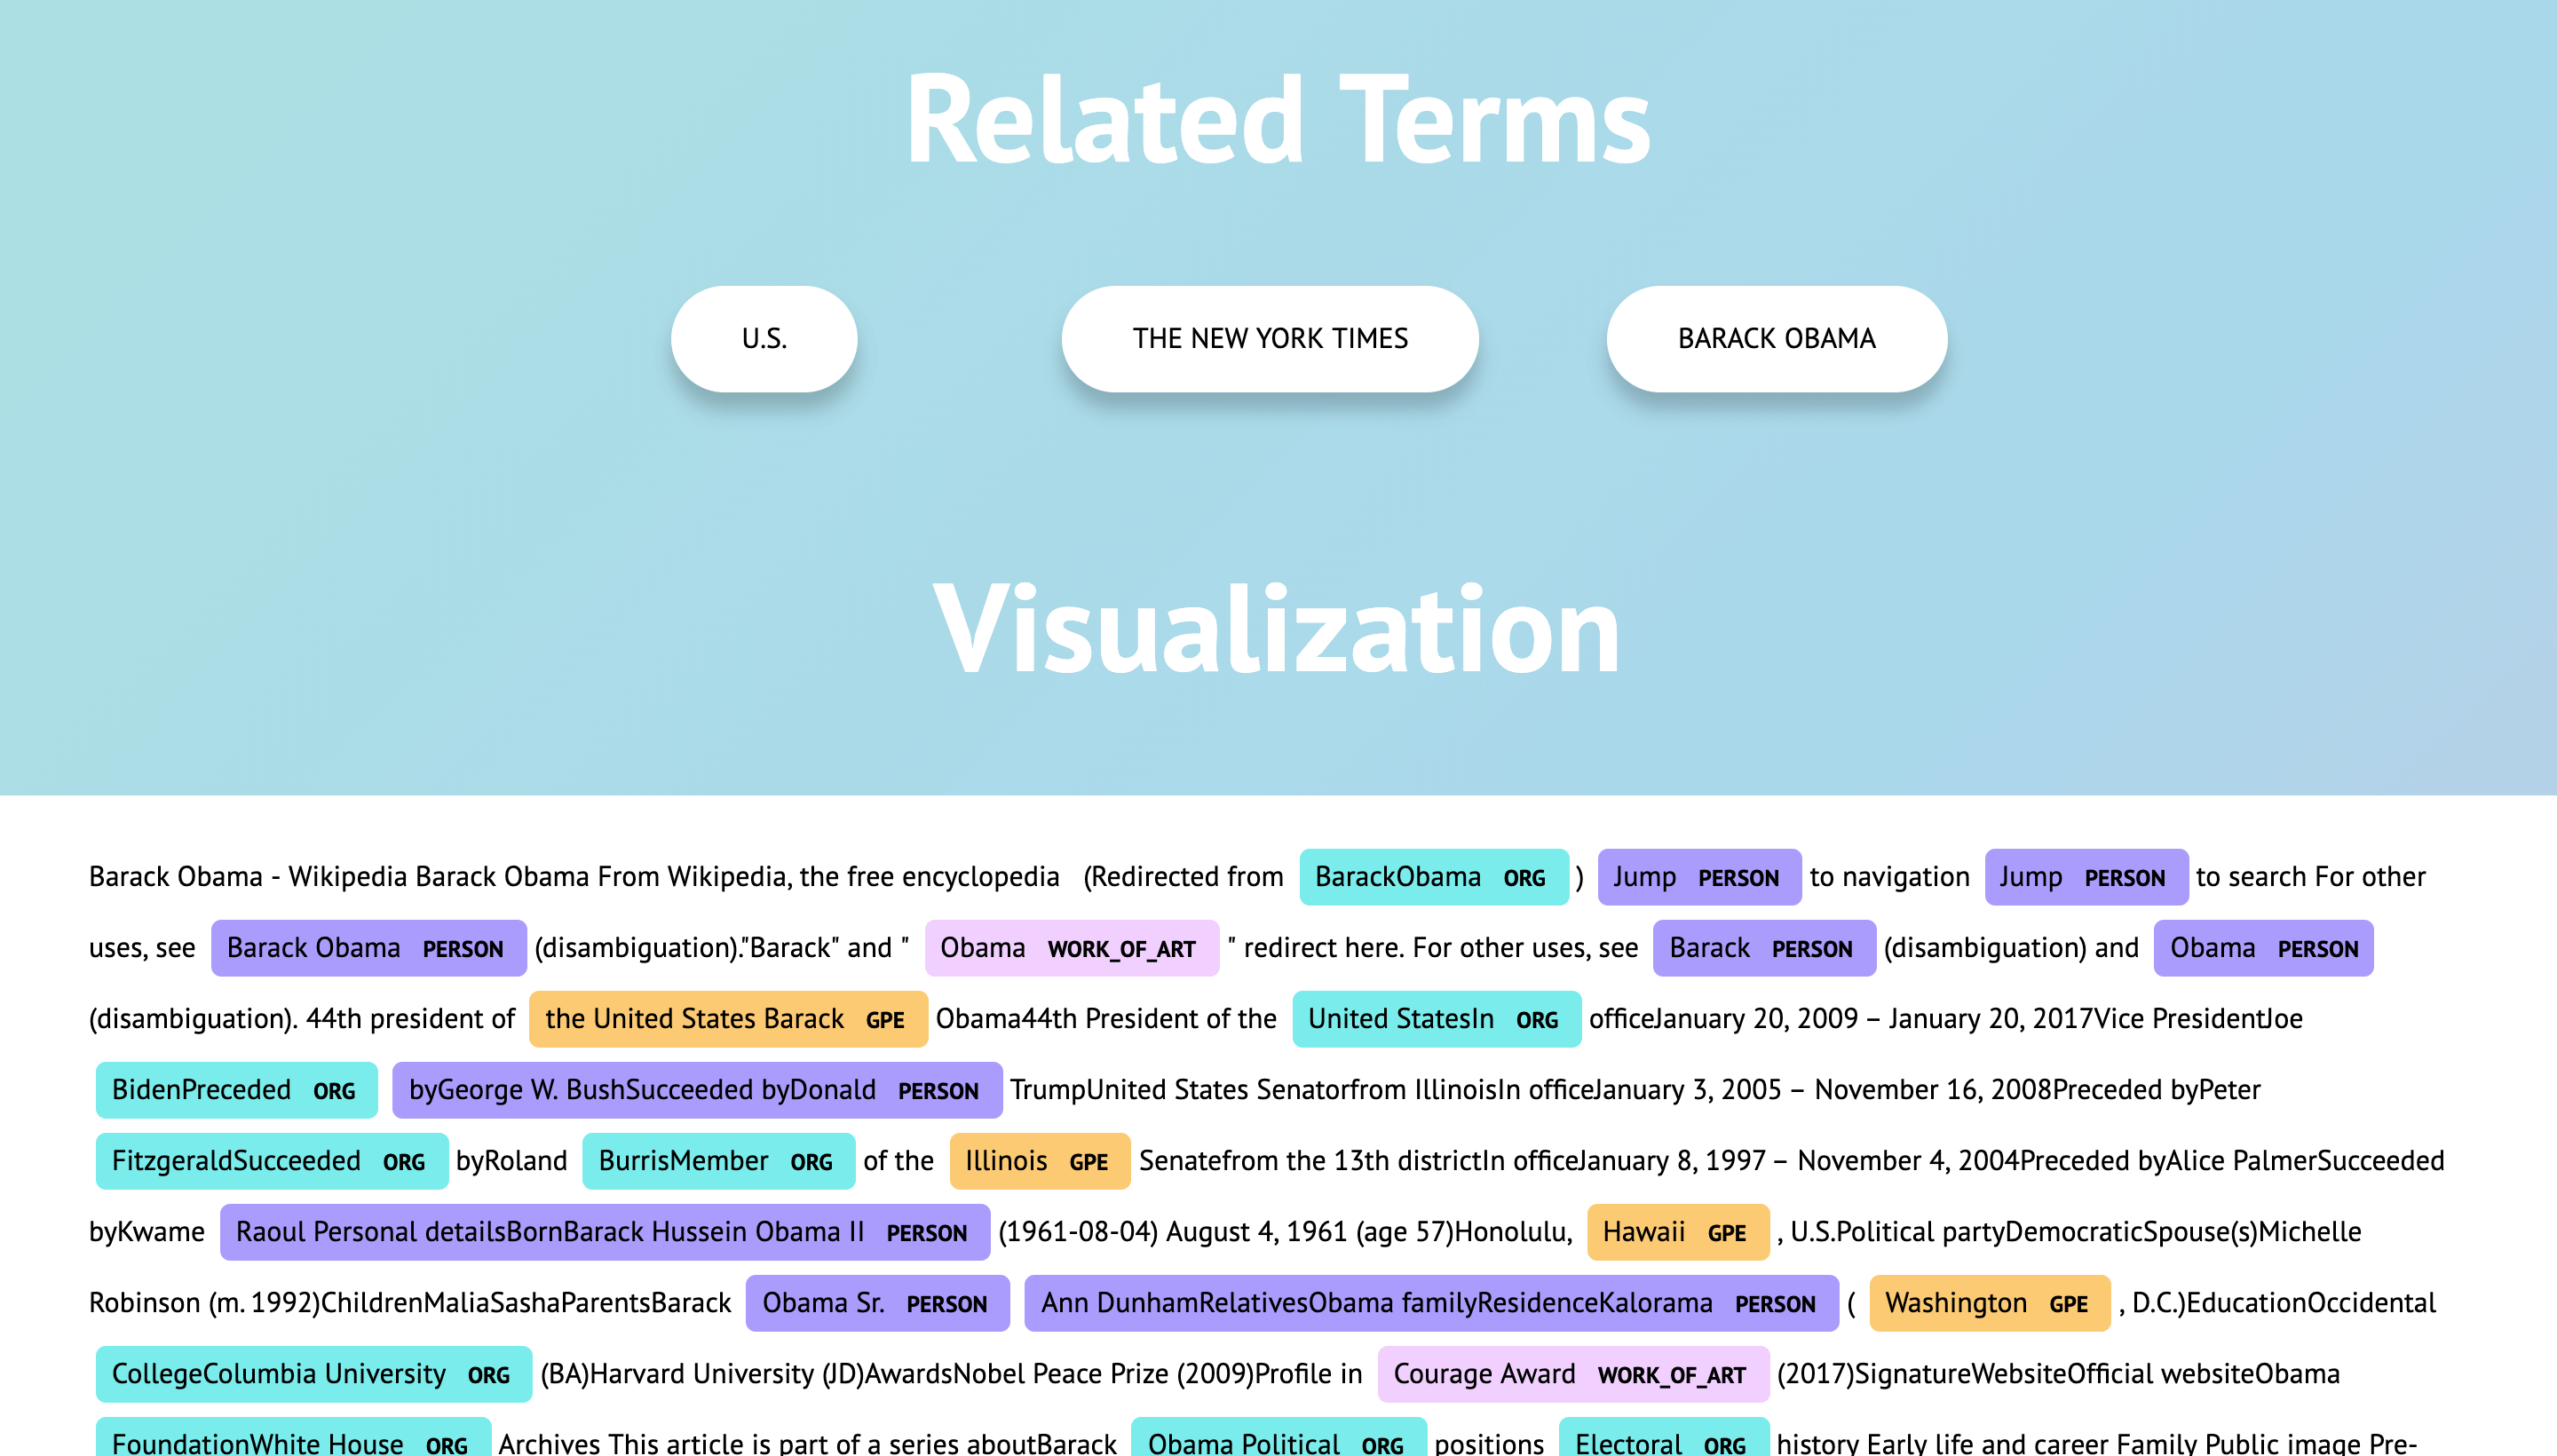 Related Terms
U.S. THE NEW YORK TIMES BARACK OBAMA
Visualization
Barack Obama - Wikipedia Barack Obama From Wikipedia, the free encyclopedia (Redirected from BarackObama ORG ) Jump PERSON to navigation Jump PERSON to search For other
uses, see Barack Obama PERSON (disambiguation)."Barack" and " Obama WORK_OF_ART " redirect here. For other uses, see Barack PERSON (disambiguation) and Obama PERSON
(disambiguation). 44th president of the United States Barack GPE Obama44th President of the United StatesIn ORG officeJanuary 20, 2009 – January 20, 2017Vice PresidentJoe
BidenPreceded ORG byGeorge W. BushSucceeded byDonald PERSON TrumpUnited States Senatorfrom IllinoisIn officeJanuary 3, 2005 – November 16, 2008Preceded byPeter
FitzgeraldSucceeded ORG byRoland BurrisMember ORG of the Illinois GPE Senatefrom the 13th districtIn officeJanuary 8, 1997 – November 4, 2004Preceded byAlice PalmerSucceeded
byKwame Raoul Personal detailsBornBarack Hussein Obama II PERSON (1961-08-04) August 4, 1961 (age 57)Honolulu, Hawaii GPE , U.S.Political partyDemocraticSpouse(s)Michelle
Robinson (m. 1992)ChildrenMaliaSashaParentsBarack Obama Sr. PERSON Ann DunhamRelativesObama familyResidenceKalorama PERSON ( Washington GPE , D.C.)EducationOccidental
CollegeColumbia University ORG (BA)Harvard University (JD)AwardsNobel Peace Prize (2009)Profile in Courage Award WORK_OF_ART (2017)SignatureWebsiteOfficial websiteObama
FoundationWhite House ORG Archives This article is part of a series aboutBarack Obama Political ORG positions Electoral ORG history Early life and career Family Public image Pre-